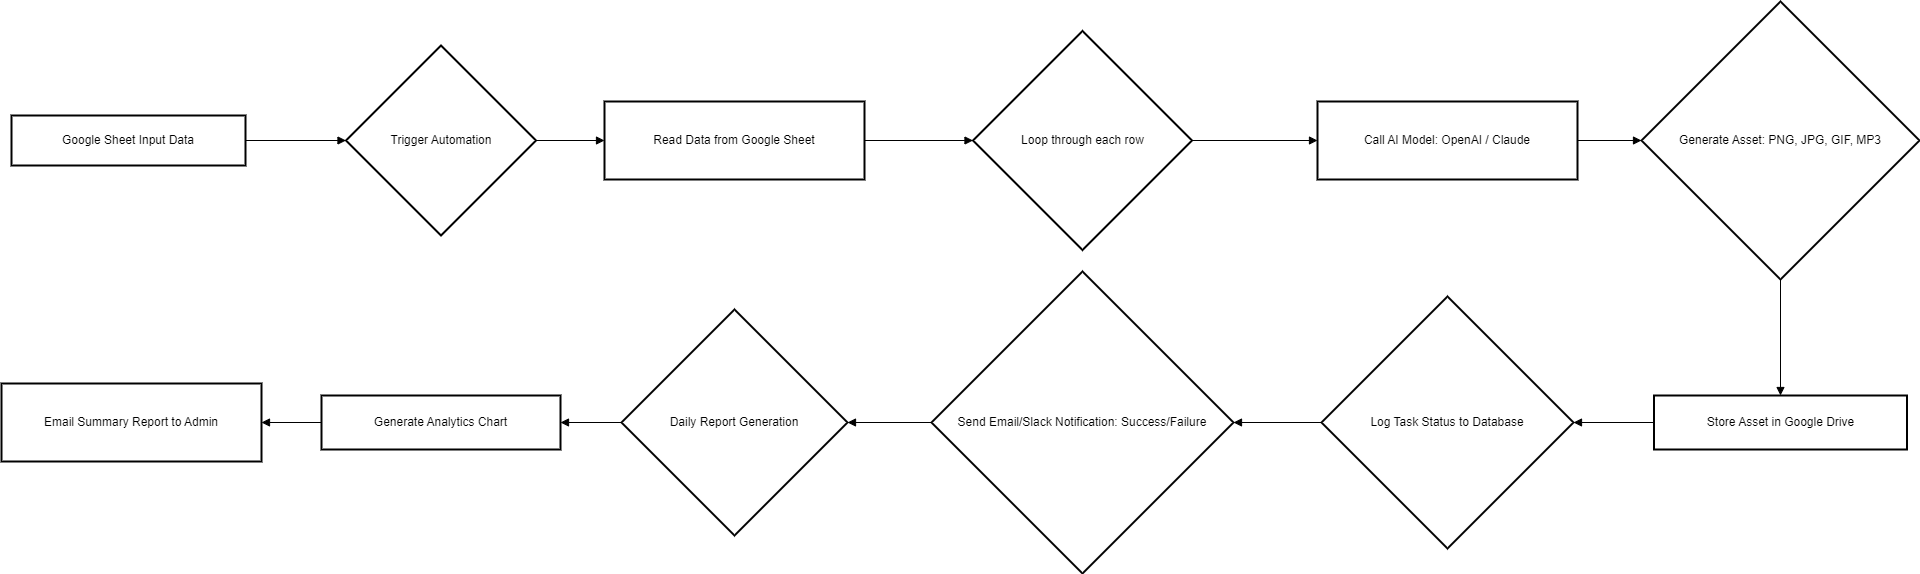 Google Sheet Input Data
Trigger Automation
Read Data from Google Sheet
Loop through each row
Call AI Model: OpenAI / Claude
Generate Asset: PNG, JPG, GIF, MP3
Email Summary Report to Admin
Generate Analytics Chart
Daily Report Generation
Send Email/Slack Notification: Success/Failure
Log Task Status to Database
Store Asset in Google Drive